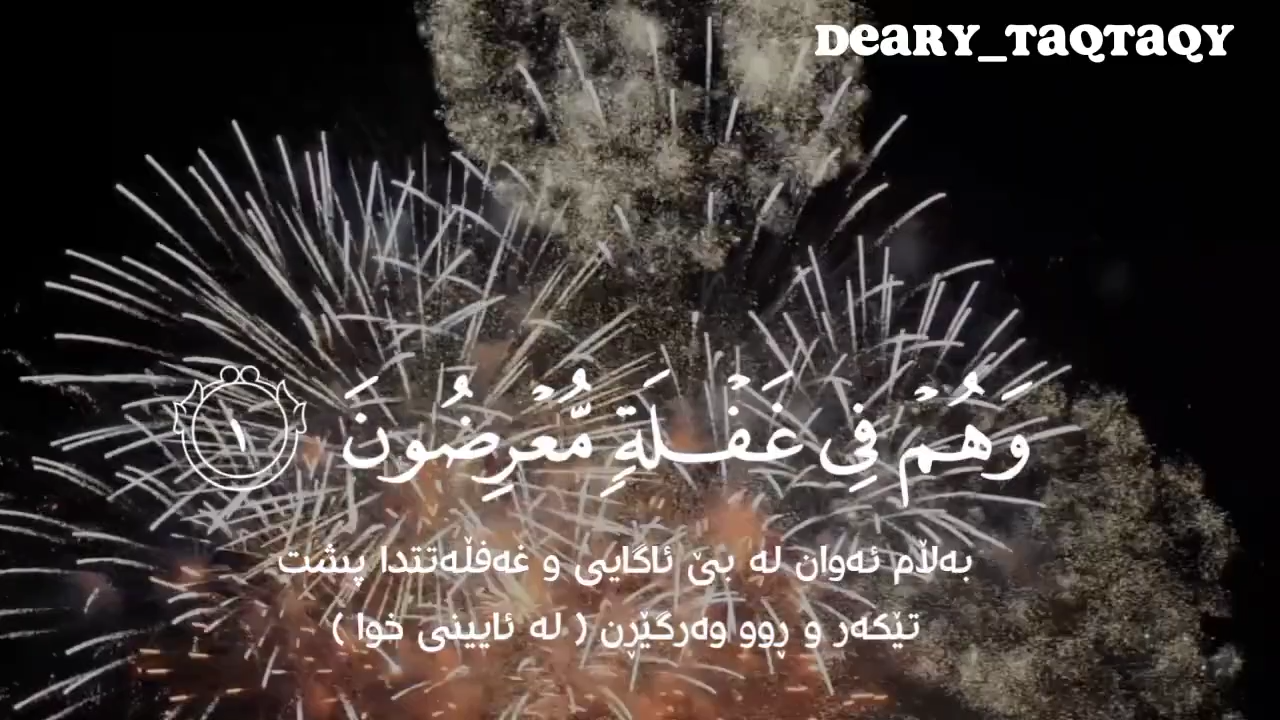 DEARY_TAQTAQY
وَهُمۡ فِي غَفۡلَةٖ مُّعۡرِضُونَ ١
بەڵام ئەوان لە بێ ئاگایی و غەفڵەتتدا پشت
تێکەر و ڕوو وەرگێڕن ( لە ئایینی خوا )